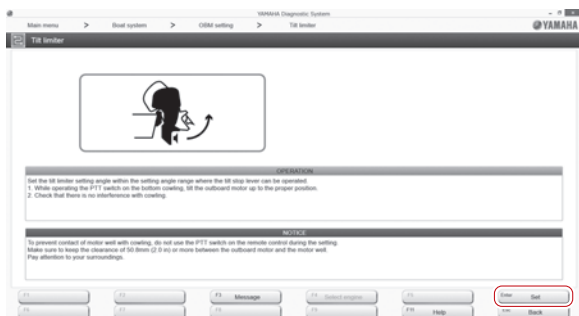 YAMAHA Diagnostic System
Main menu > Boat system > OBM setting > Tilt limiter
YAMAHA
Tilt limiter
OPERATION
Set the tilt limiter setting angle within the setting angle range where the tilt stop lever can be operated.
1. While operating the PTT switch on the bottom cowling, tilt the outboard motor up to the proper position.
2. Check that there is no interference with cowling.
NOTICE
To prevent contact of motor well with cowling, do not use the PTT switch on the remote control during the setting.
Make sure to keep the clearance of 50.8mm (2.0 in) or more between the outboard motor and the motor well.
Pay attention to your surroundings.
F1 F2 F3 Message F4 Select engine F5 Enter Set
F6 F7 F8 F9 Help Back